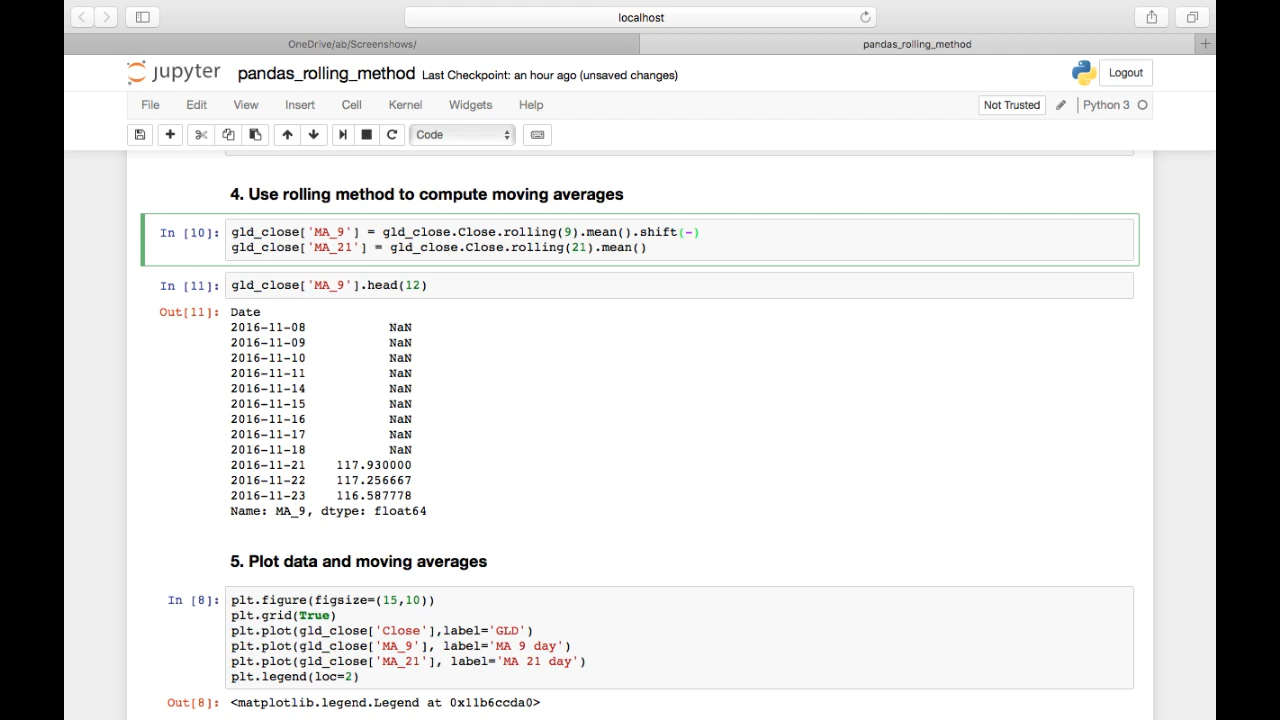 localhost
OneDrive/ab/Screenshows/
pandas_rolling_method
+
jupyter pandas_rolling_method Last Checkpoint: an hour ago (unsaved changes) Logout
File Edit View Insert Cell Kernel Widgets Help Not Trusted Python 3
Code
4. Use rolling method to compute moving averages
In [10]: gld_close['MA_9'] = gld_close.Close.rolling(9).mean().shift(-)
gld_close['MA_21'] = gld_close.Close.rolling(21).mean()
In [11]: gld_close['MA_9'].head(12)
Out[11]: Date
2016-11-08 NaN
2016-11-09 NaN
2016-11-10 NaN
2016-11-11 NaN
2016-11-14 NaN
2016-11-15 NaN
2016-11-16 NaN
2016-11-17 NaN
2016-11-18 NaN
2016-11-21 117.930000
2016-11-22 117.256667
2016-11-23 116.587778
Name: MA_9, dtype: float64
5. Plot data and moving averages
In [8]: plt.figure(figsize=(15,10))
plt.grid(True)
plt.plot(gld_close['Close'],label='GLD')
plt.plot(gld_close['MA_9'], label='MA 9 day')
plt.plot(gld_close['MA_21'], label='MA 21 day')
plt.legend(loc=2)
Out[8]: <matplotlib.legend.Legend at 0x11b6ccda0>